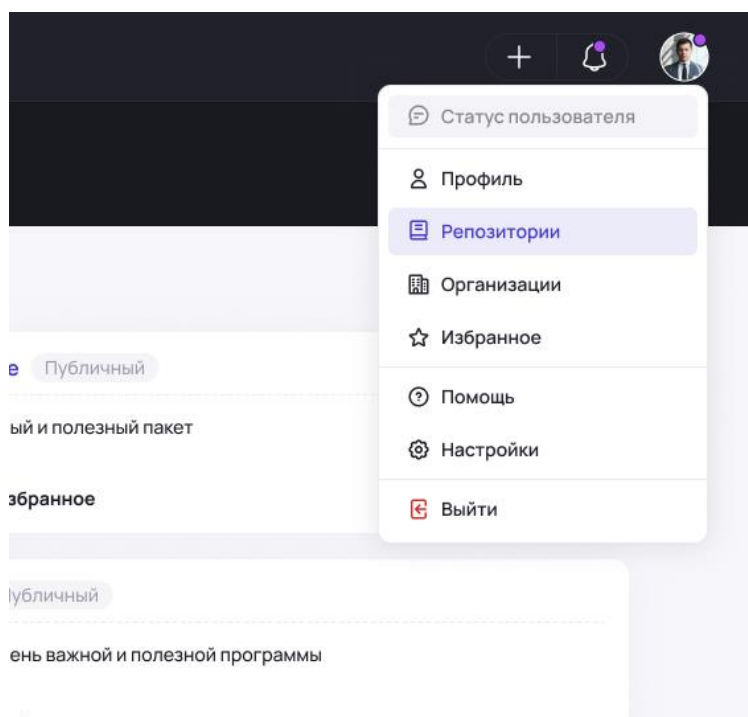 Статус пользователя
Профиль
Репозитории
Организации
Избранное
е Публичный
ый и полезный пакет
збранное
Помощь
Настройки
Выйти
убличный
ень важной и полезной программы